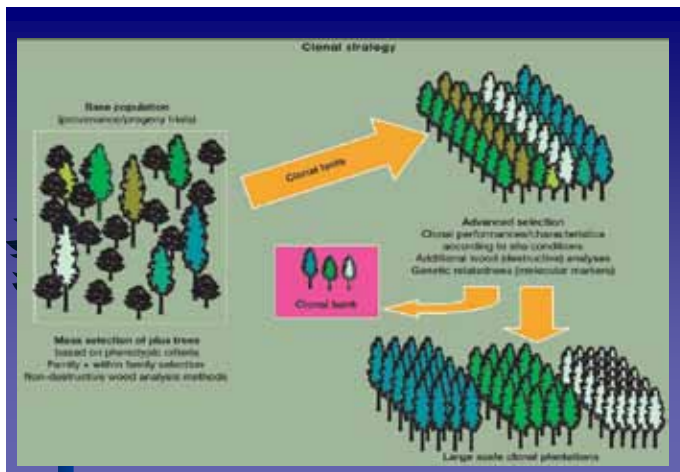 Clonal strategy
Base population
(provenance/progeny trials)
Clonal tests
Advanced selection
Clonal performances/characteristics
according to site conditions
Additional wood (destructive) analyses
Genetic relatedness (molecular markers)
Clonal bank
Mass selection of plus trees
based on phenotypic criteria
Family + within family selection
Non-destructive wood analysis methods
Large scale clonal plantations